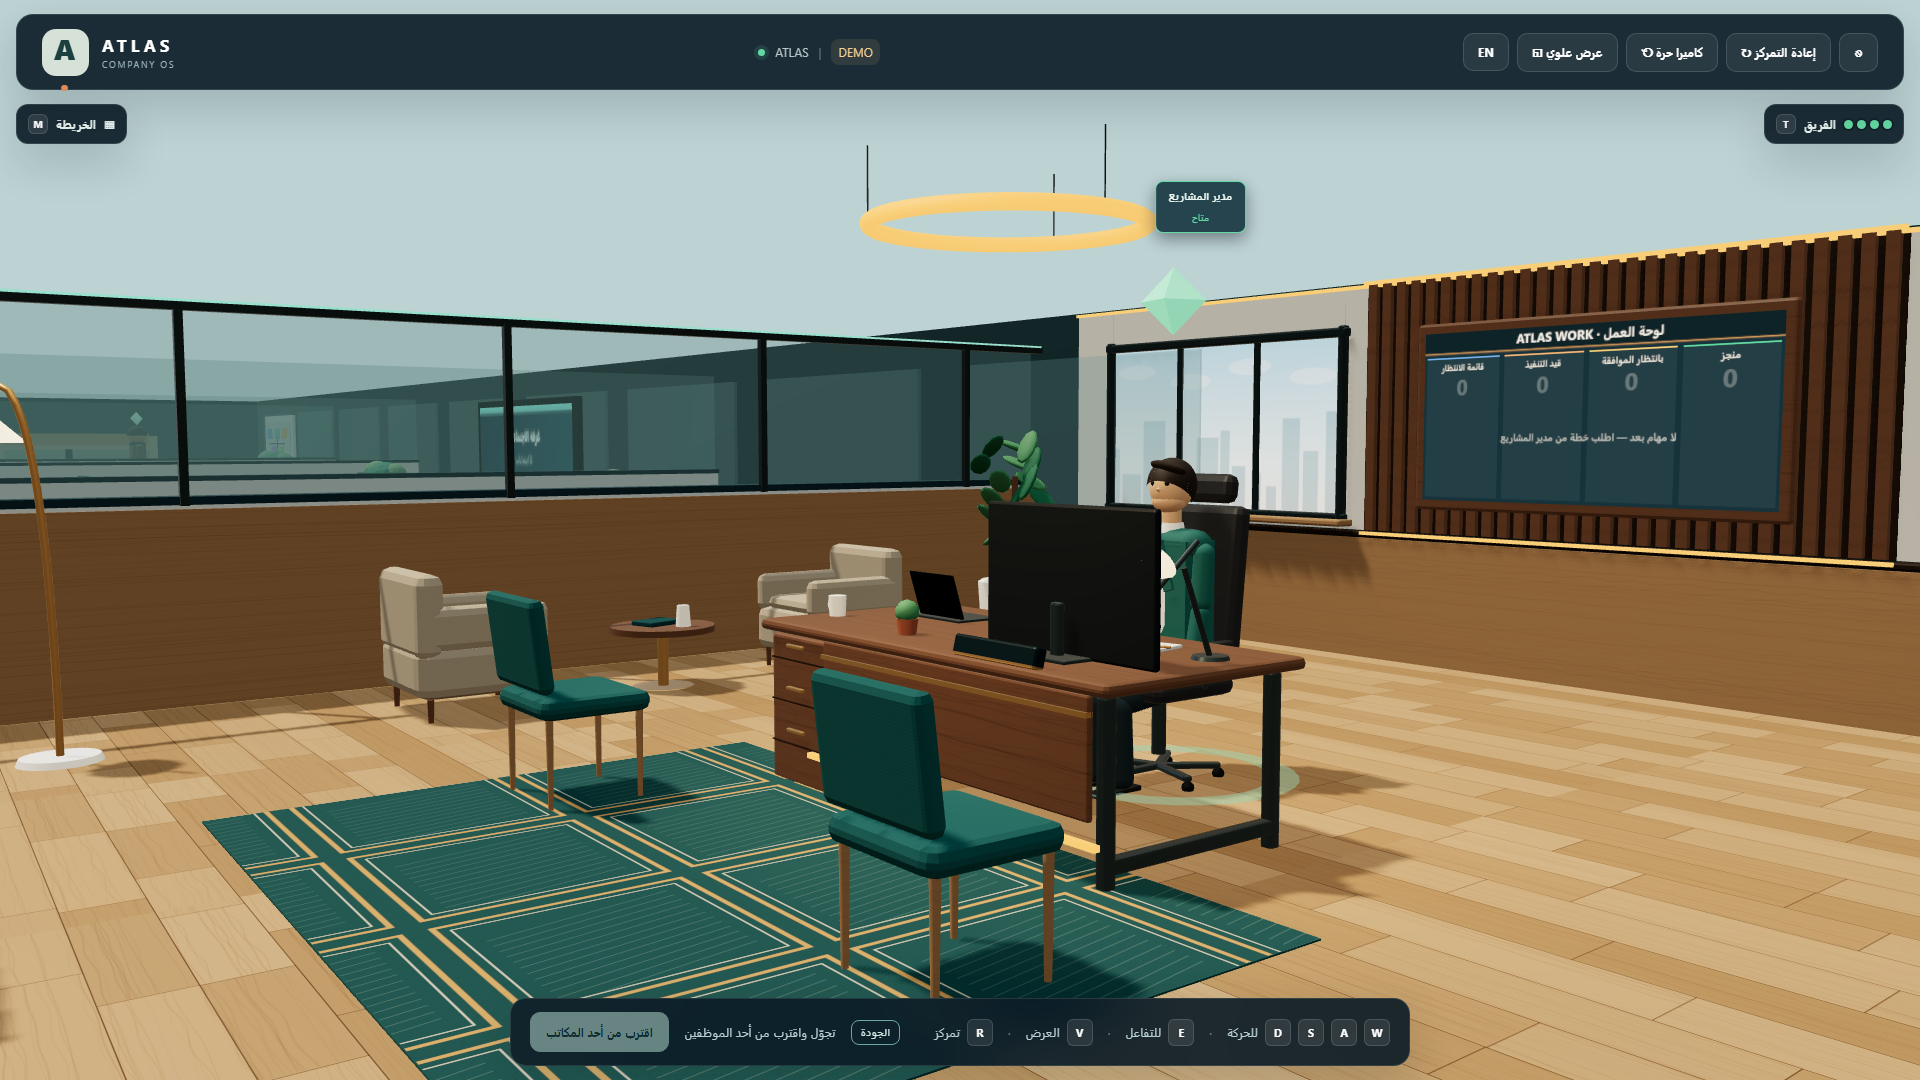 A
ATLAS
COMPANY OS
ATLAS | DEMO
EN
عرض علوي
كاميرا حرة
إعادة التمركز
الخريطة M
الفريق T
مدير المشاريع
متاح
لوحة العمل · ATLAS WORK
منجز
بانتظار الموافقة
قيد التنفيذ
قائمة الانتظار
0
0
0
0
لا مهام بعد — اطلب خطة من مدير المشاريع
W A S D للحركة · E للتفاعل · V العرض · R تمركز
الجودة
تجوّل واقترب من أحد الموظفين
اقترب من أحد المكاتب